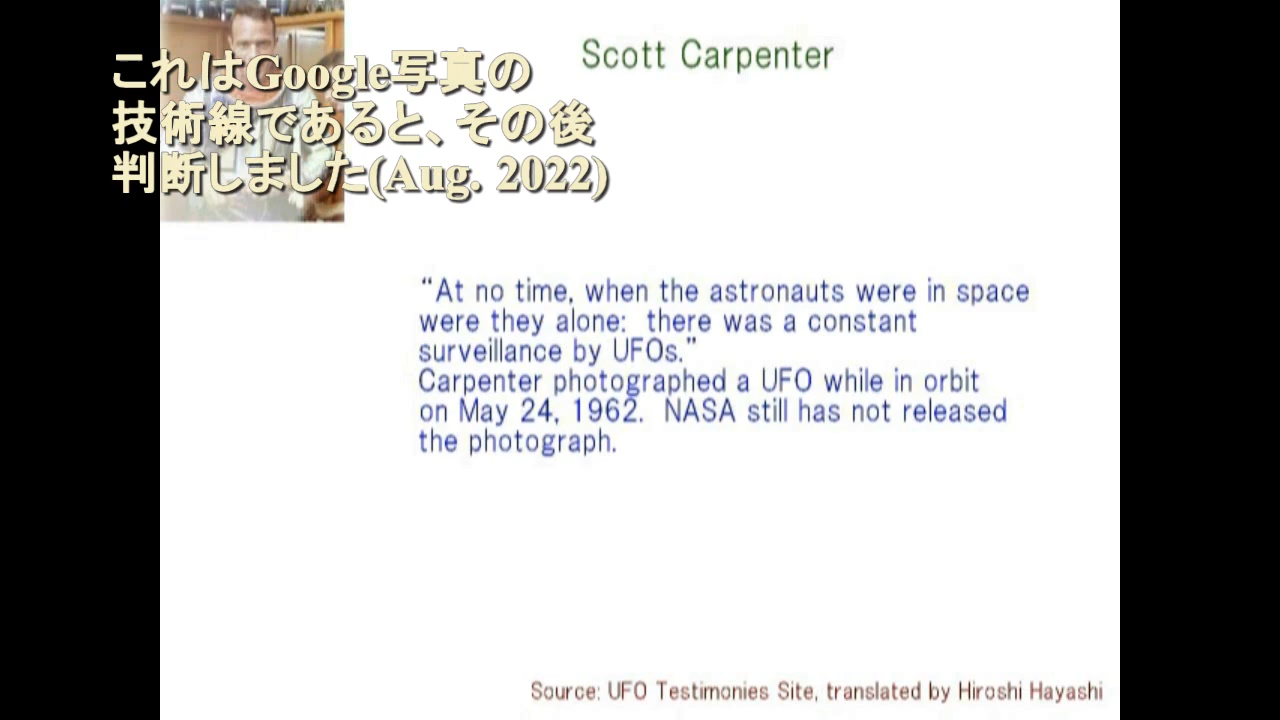 これはGoogle写真の
技術線であると、その後
判断しました(Aug. 2022)
Scott Carpenter
“At no time, when the astronauts were in space
were they alone: there was a constant
surveillance by UFOs.”
Carpenter photographed a UFO while in orbit
on May 24, 1962. NASA still has not released
the photograph.
Source: UFO Testimonies Site, translated by Hiroshi Hayashi